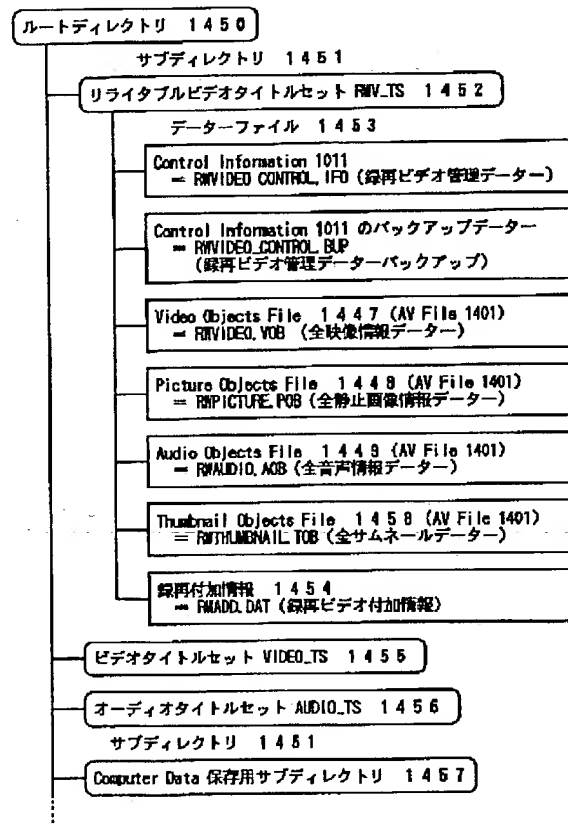 ルートディレクトリ 1450
サブディレクトリ 1451
リライタブルビデオタイトルセット RWV_TS 1452
データーファイル 1453
Control Information 1011
= RWVIDEO_CONTROL.IFO (録再ビデオ管理データー)
Control Information 1011 のバックアップデーター
= RWVIDEO_CONTROL.BUP
(録再ビデオ管理データーバックアップ)
Video Objects File 1447 (AV File 1401)
= RWVIDEO.VOB (全映像情報データー)
Picture Objects File 1448 (AV File 1401)
= RWPICTURE.POB (全静止画像情報データー)
Audio Objects File 1449 (AV File 1401)
= RWAUDIO.AOB (全音声情報データー)
Thumbnail Objects File 1458 (AV File 1401)
= RWTHUMBNAIL.TOB (全サムネールデーター)
録再付加情報 1454
= RWADD.DAT (録再ビデオ付加情報)
ビデオタイトルセット VIDEO_TS 1455
オーディオタイトルセット AUDIO_TS 1456
サブディレクトリ 1451
Computer Data 保存用サブディレクトリ 1457